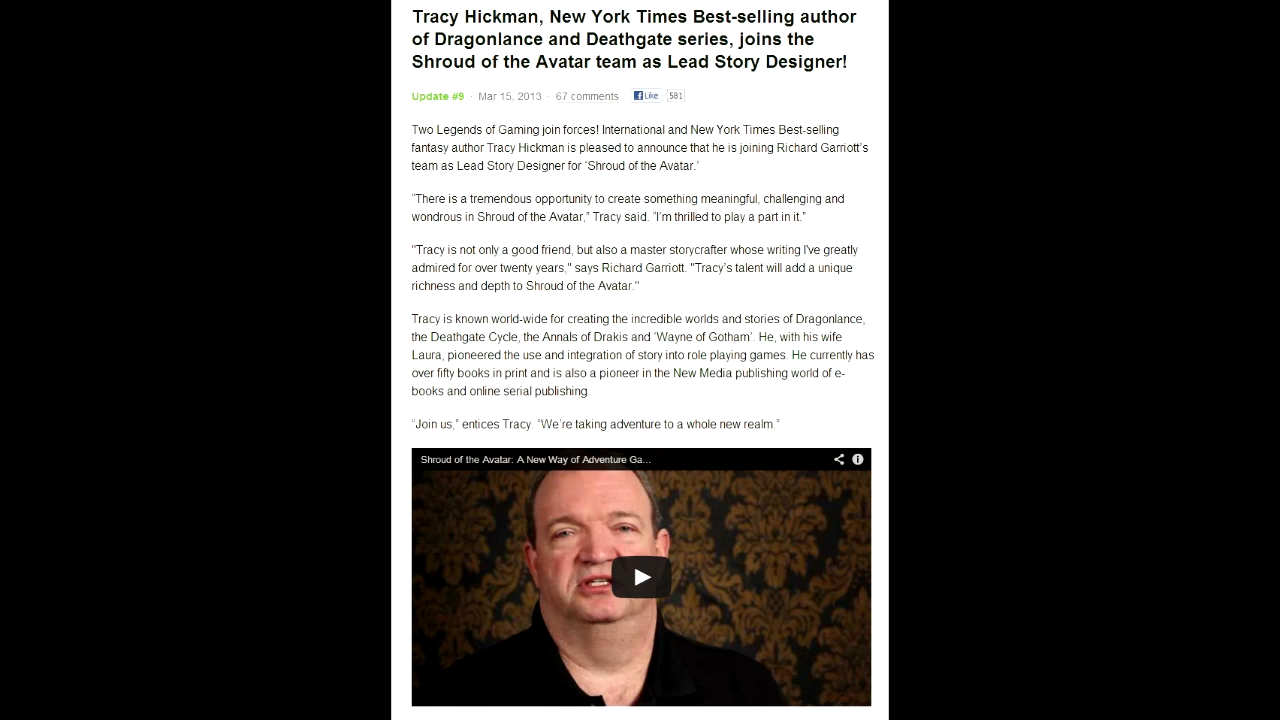 Tracy Hickman, New York Times Best-selling author
of Dragonlance and Deathgate series, joins the
Shroud of the Avatar team as Lead Story Designer!
Update #9 · Mar 15, 2013 · 67 comments Like 581
Two Legends of Gaming join forces! International and New York Times Best-selling
fantasy author Tracy Hickman is pleased to announce that he is joining Richard Garriott’s
team as Lead Story Designer for ‘Shroud of the Avatar.’
“There is a tremendous opportunity to create something meaningful, challenging and
wondrous in Shroud of the Avatar,” Tracy said. “I’m thrilled to play a part in it.”
"Tracy is not only a good friend, but also a master storycrafter whose writing I've greatly
admired for over twenty years," says Richard Garriott. "Tracy’s talent will add a unique
richness and depth to Shroud of the Avatar."
Tracy is known world-wide for creating the incredible worlds and stories of Dragonlance,
the Deathgate Cycle, the Annals of Drakis and ‘Wayne of Gotham’. He, with his wife
Laura, pioneered the use and integration of story into role playing games. He currently has
over fifty books in print and is also a pioneer in the New Media publishing world of e-
books and online serial publishing.
“Join us,” entices Tracy. “We’re taking adventure to a whole new realm.”
Shroud of the Avatar: A New Way of Adventure Ga...